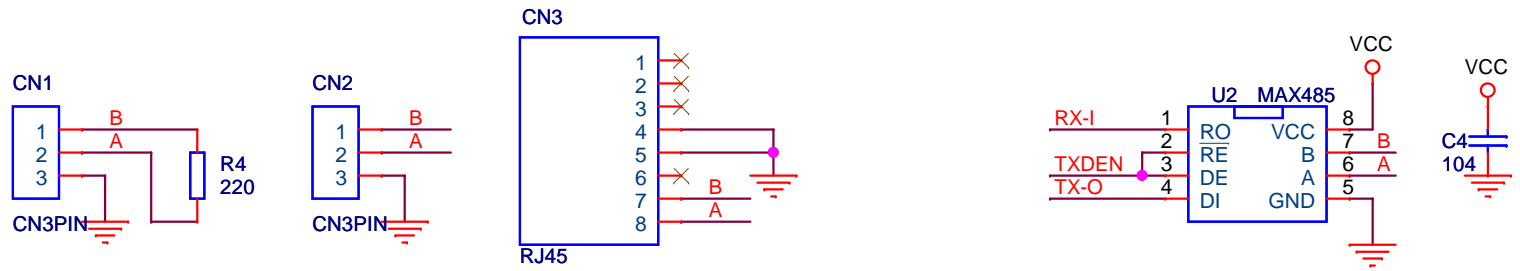 CN1
1
2
3
B
A
R4
220
CN3PIN
CN2
1
2
3
B
A
CN3PIN
CN3
1
2
3
4
5
6
7
8
B
A
RJ45
U2 MAX485
RX-I 1 RO VCC 8 VCC
2 RE B 7 B
TXDEN 3 DE A 6 A
TX-O 4 DI GND 5
VCC
C4
104